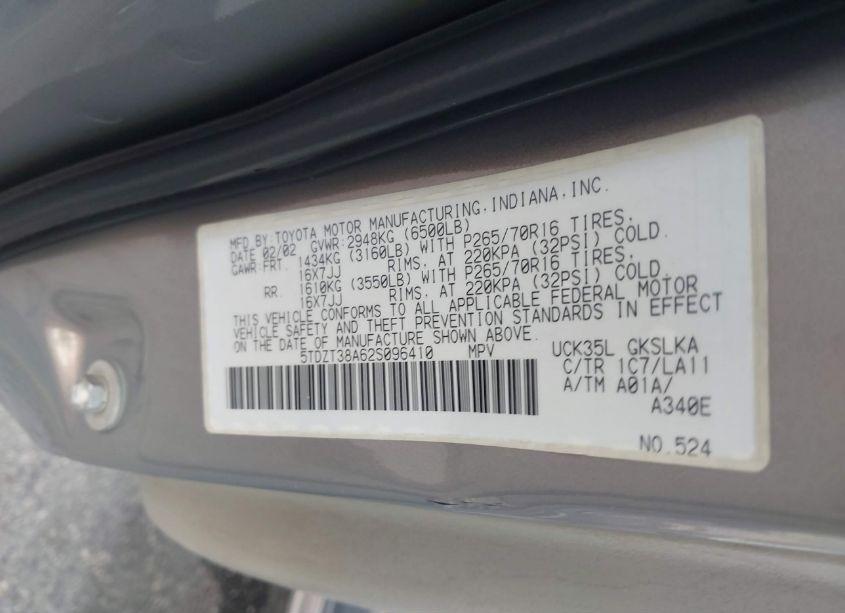 MFD.BY:TOYOTA MOTOR MANUFACTURING,INDIANA,INC.
DATE 02/02 GVWR:2948KG (6500LB)
GAWR:FRT. 1434KG (3160LB) WITH P265/70R16 TIRES,
16X7JJ RIMS, AT 220KPA (32PSI) COLD.
RR. 1610KG (3550LB) WITH P265/70R16 TIRES,
16X7JJ RIMS, AT 220KPA (32PSI) COLD.
THIS VEHICLE CONFORMS TO ALL APPLICABLE FEDERAL MOTOR
VEHICLE SAFETY AND THEFT PREVENTION STANDARDS IN EFFECT
ON THE DATE OF MANUFACTURE SHOWN ABOVE.
5TDZT38A62S096410 MPV
UCK35L GKSLKA
C/TR 1C7/LA11
A/TM A01A/
A340E
NO.524